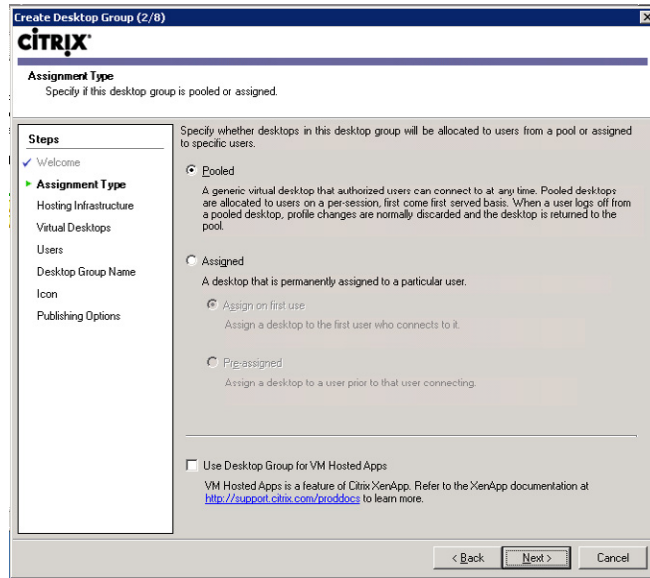 Create Desktop Group (2/8)
CİTRIX
Assignment Type
Specify if this desktop group is pooled or assigned.
Steps
Welcome
Assignment Type
Hosting Infrastructure
Virtual Desktops
Users
Desktop Group Name
Icon
Publishing Options
Specify whether desktops in this desktop group will be allocated to users from a pool or assigned
to specific users.
Pooled
A generic virtual desktop that authorized users can connect to at any time. Pooled desktops
are allocated to users on a per-session, first come first served basis. When a user logs off from
a pooled desktop, profile changes are normally discarded and the desktop is returned to the
pool.
Assigned
A desktop that is permanently assigned to a particular user.
Assign on first use
Assign a desktop to the first user who connects to it.
Pre-assigned
Assign a desktop to a user prior to that user connecting.
Use Desktop Group for VM Hosted Apps
VM Hosted Apps is a feature of Citrix XenApp. Refer to the XenApp documentation at
http://support.citrix.com/proddocs to learn more.
< Back
Next >
Cancel